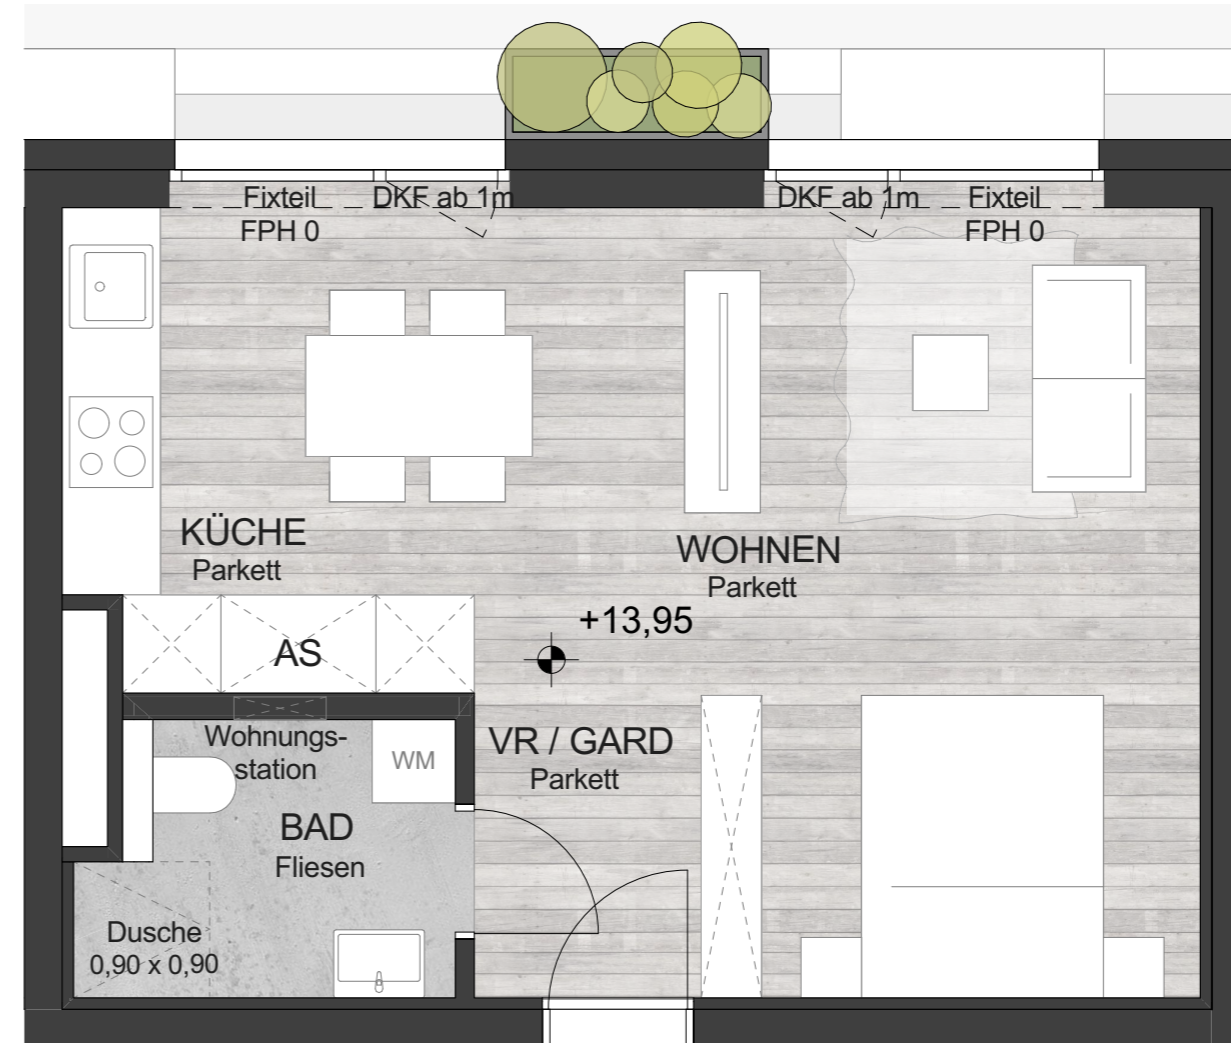 Fixteil
FPH 0
DKF ab 1m
DKF ab 1m
Fixteil
FPH 0
KÜCHE
Parkett
WOHNEN
Parkett
+13,95
AS
Wohnungs-
station
WM
VR / GARD
Parkett
BAD
Fliesen
Dusche
0,90 x 0,90